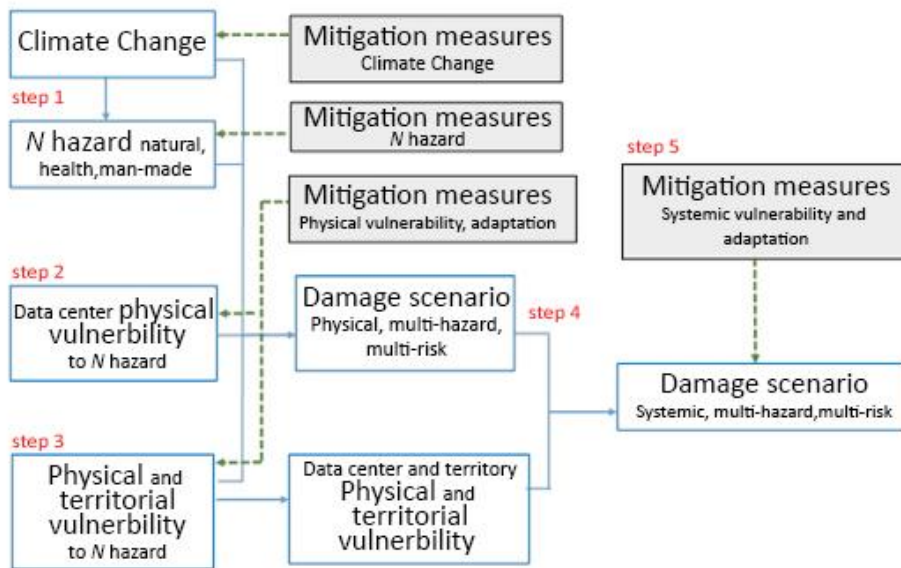 Climate Change
Mitigation measures
Climate Change
step 1
N hazard natural,
health,man-made
Mitigation measures
N hazard
step 5
Mitigation measures
Systemic vulnerability and
adaptation
Mitigation measures
Physical vulnerability, adaptation
step 2
Data center physical
vulnerbility
to N hazard
Damage scenario
Physical, multi-hazard,
multi-risk
step 4
Damage scenario
Systemic, multi-hazard,multi-risk
step 3
Physical and
territorial
vulnerbility
to N hazard
Data center and territory
Physical and
territorial
vulnerbility